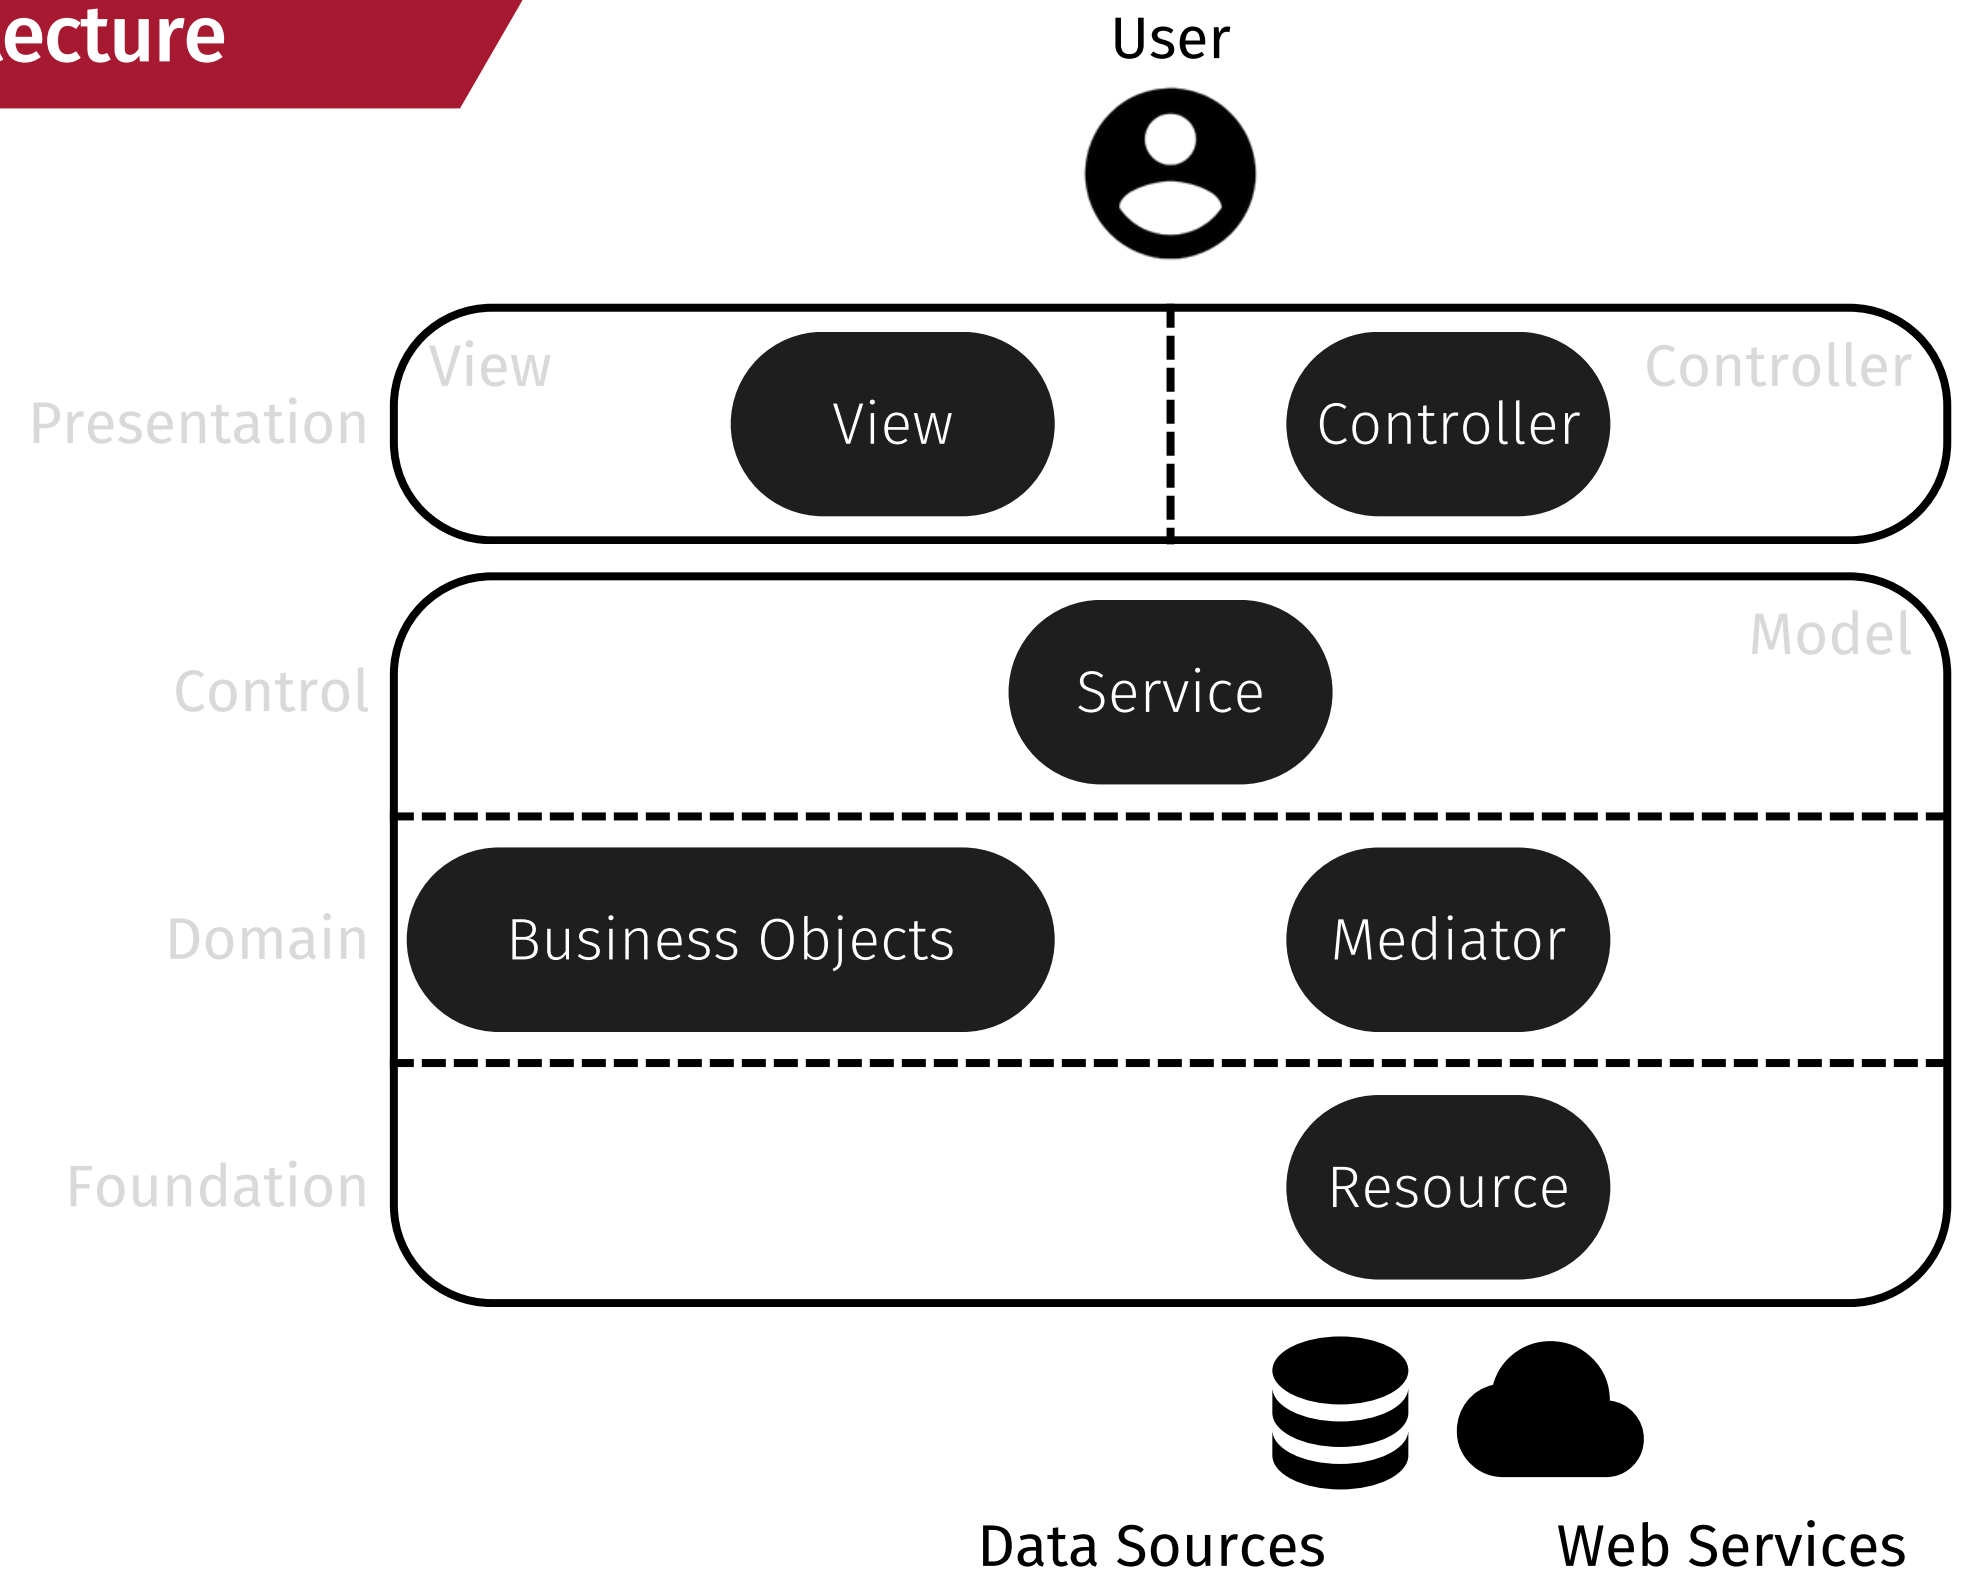 ecture
User
View
Controller
Presentation
View
Controller
Model
Control
Service
Domain
Business Objects
Mediator
Foundation
Resource
Data Sources
Web Services